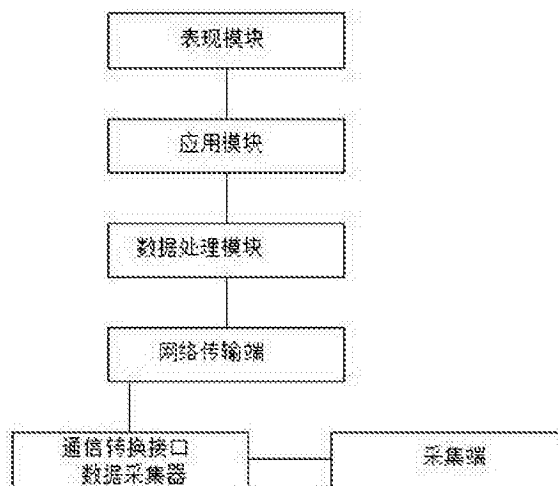 表现模块
应用模块
数据处理模块
网络传输端
通信转换接口
数据采集器
采集端